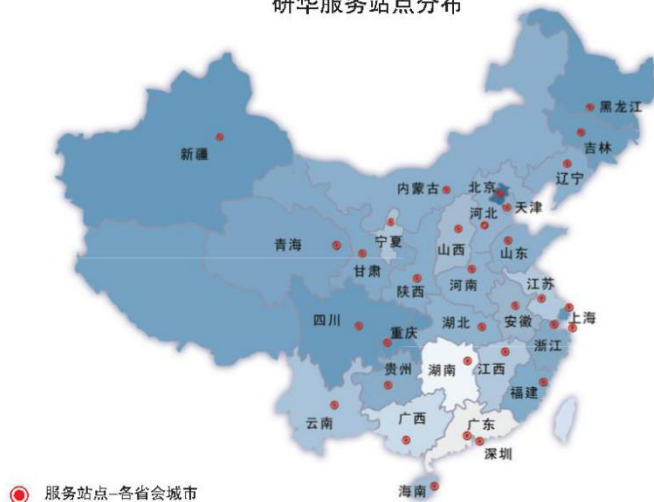 研华服务站点分布
黑龙江
吉林
新疆
辽宁
内蒙古
北京
天津
河北
宁夏
青海
山西
山东
甘肃
陕西
河南
江苏
四川
重庆
湖北
安徽
上海
浙江
贵州
湖南
江西
福建
云南
广西
广东
深圳
海南
服务站点–各省会城市